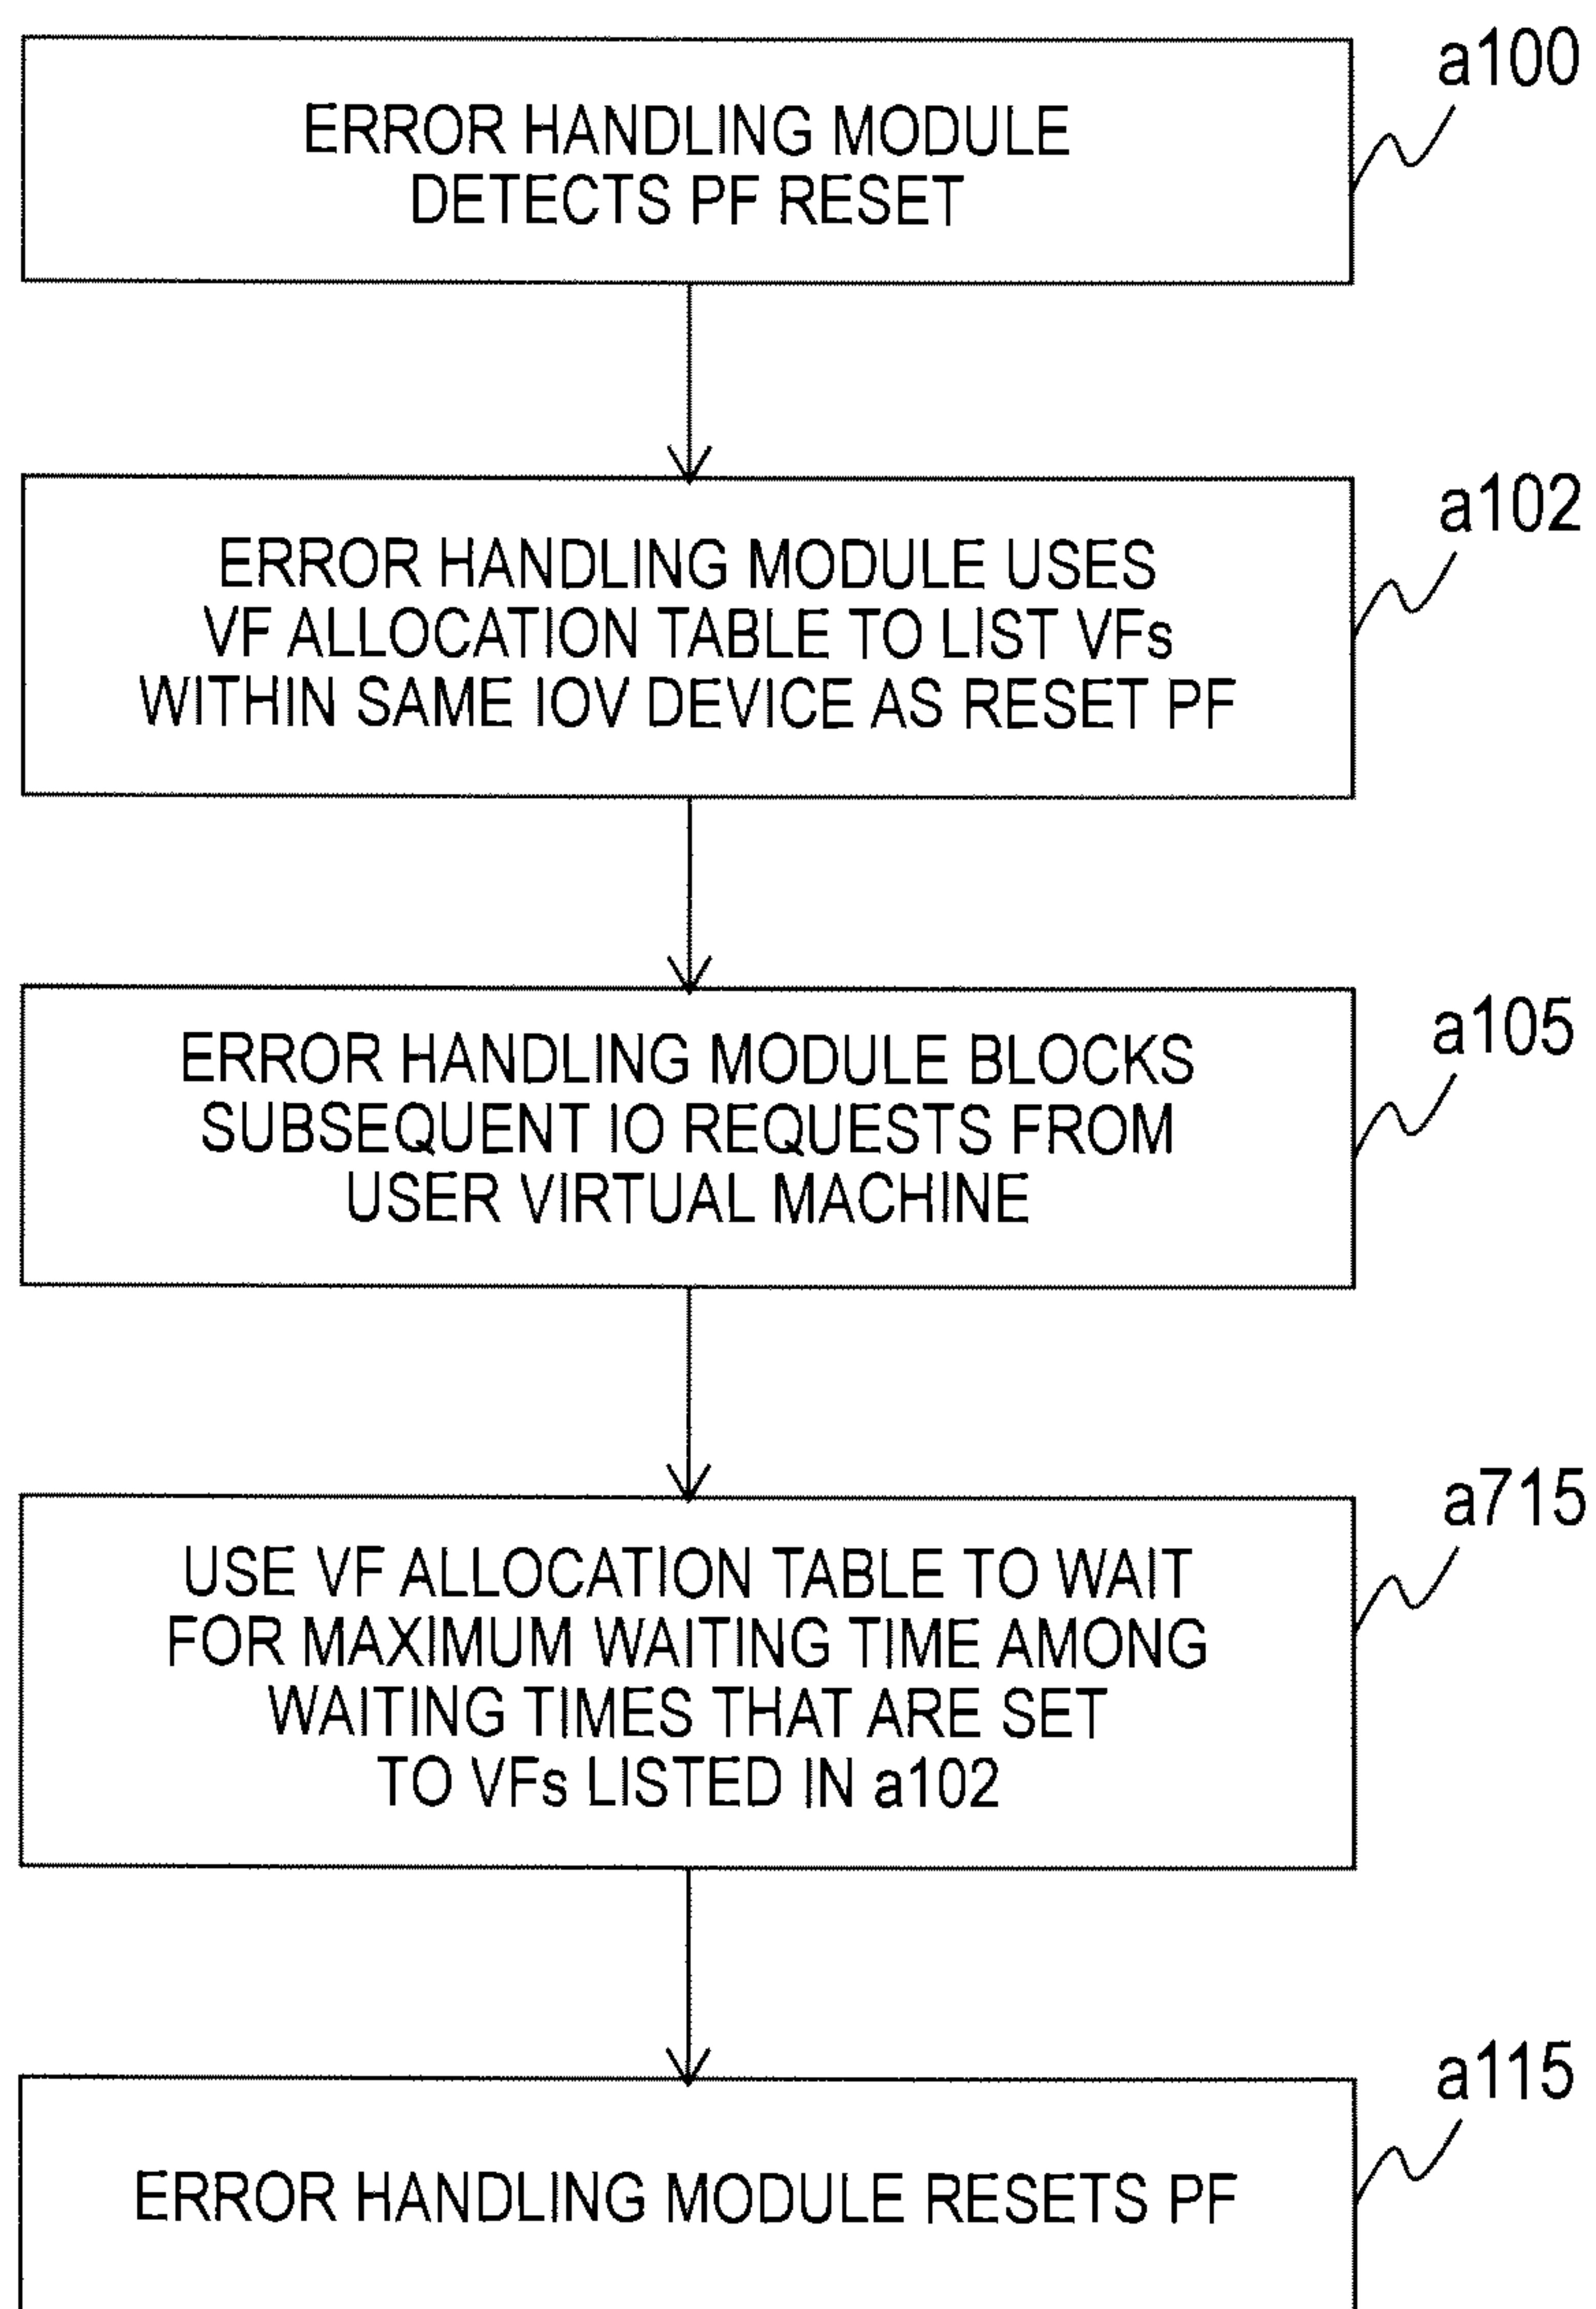 a100
ERROR HANDLING MODULE
DETECTS PF RESET
a102
ERROR HANDLING MODULE USES
VF ALLOCATION TABLE TO LIST VFs
WITHIN SAME IOV DEVICE AS RESET PF
a105
ERROR HANDLING MODULE BLOCKS
SUBSEQUENT IO REQUESTS FROM
USER VIRTUAL MACHINE
a715
USE VF ALLOCATION TABLE TO WAIT
FOR MAXIMUM WAITING TIME AMONG
WAITING TIMES THAT ARE SET
TO VFs LISTED IN a102
a115
ERROR HANDLING MODULE RESETS PF